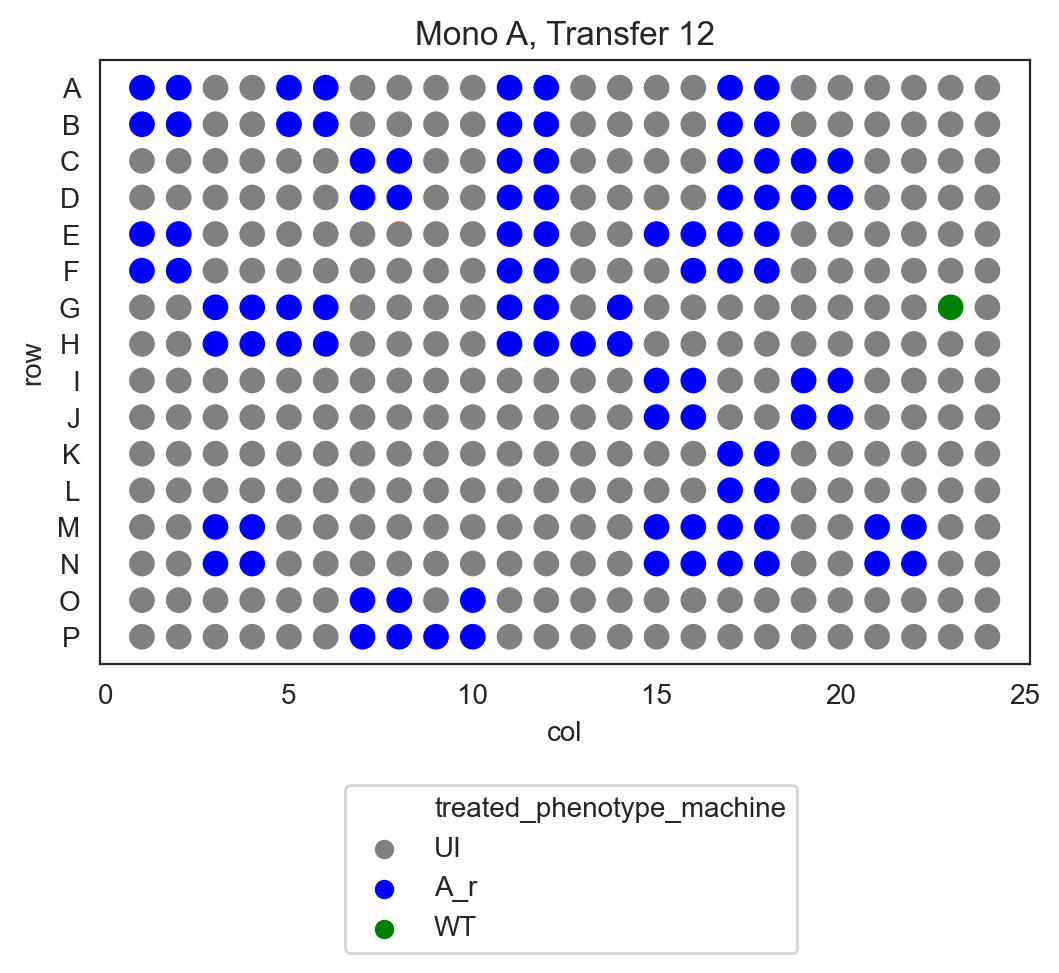 Mono A, Transfer 12
row
A
B
C
D
E
F
G
H
I
J
K
L
M
N
O
P
0 5 10 15 20 25
col
treated_phenotype_machine
UI
A_r
WT